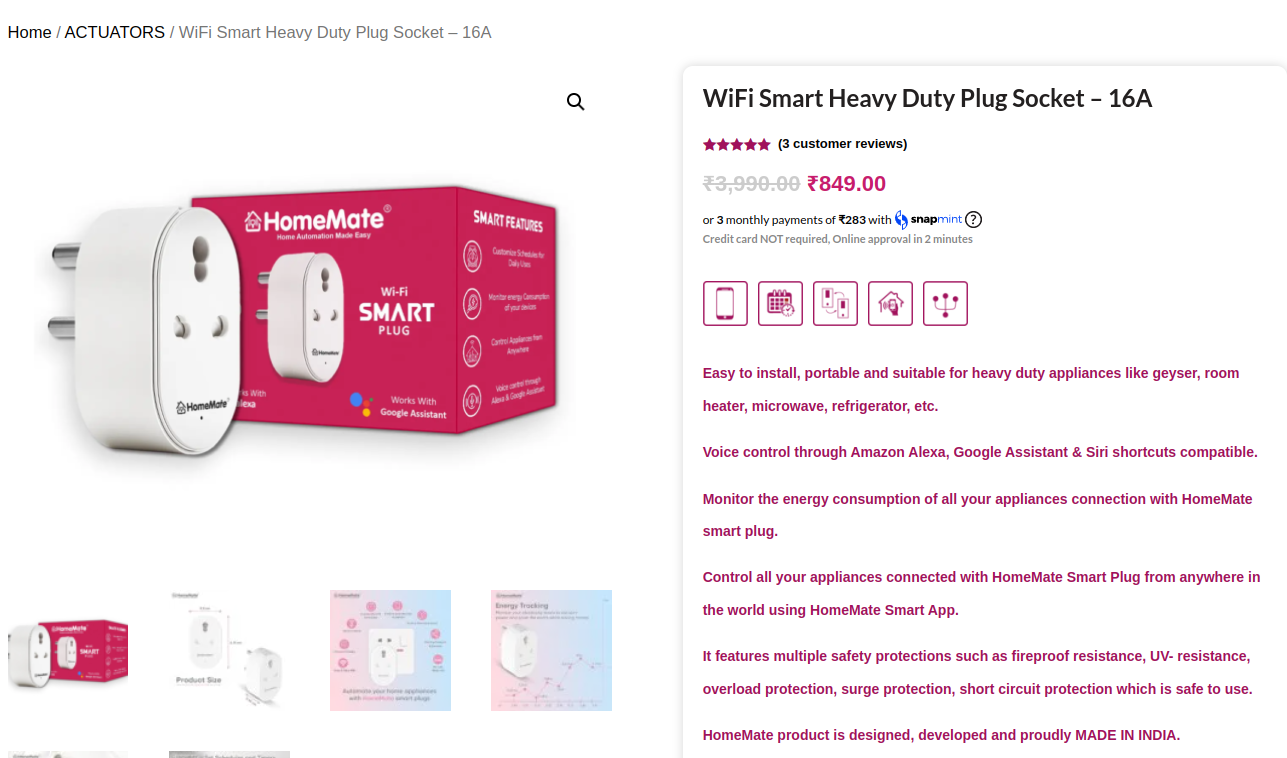 Home / ACTUATORS / WiFi Smart Heavy Duty Plug Socket – 16A
HomeMate®
Home Automation Made Easy
Wi-Fi
SMART
PLUG
HomeMate
Works With
Google Assistant
HomeMate
SMART FEATURES
Customize Schedules for
Daily Uses
Monitor energy Consumption
of your devices
Control Appliances from
Anywhere
Voice control through
Alexa & Google Assistant
HomeMate
SMART
PLUG
Product Size
Automate your home appliances
with HomeMate smart plugs
Energy Tracking
WiFi Smart Heavy Duty Plug Socket – 16A
(3 customer reviews)
₹3,990.00 ₹849.00
or 3 monthly payments of ₹283 with snapmint ?
Credit card NOT required, Online approval in 2 minutes
Easy to install, portable and suitable for heavy duty appliances like geyser, room
heater, microwave, refrigerator, etc.
Voice control through Amazon Alexa, Google Assistant & Siri shortcuts compatible.
Monitor the energy consumption of all your appliances connection with HomeMate
smart plug.
Control all your appliances connected with HomeMate Smart Plug from anywhere in
the world using HomeMate Smart App.
It features multiple safety protections such as fireproof resistance, UV- resistance,
overload protection, surge protection, short circuit protection which is safe to use.
HomeMate product is designed, developed and proudly MADE IN INDIA.